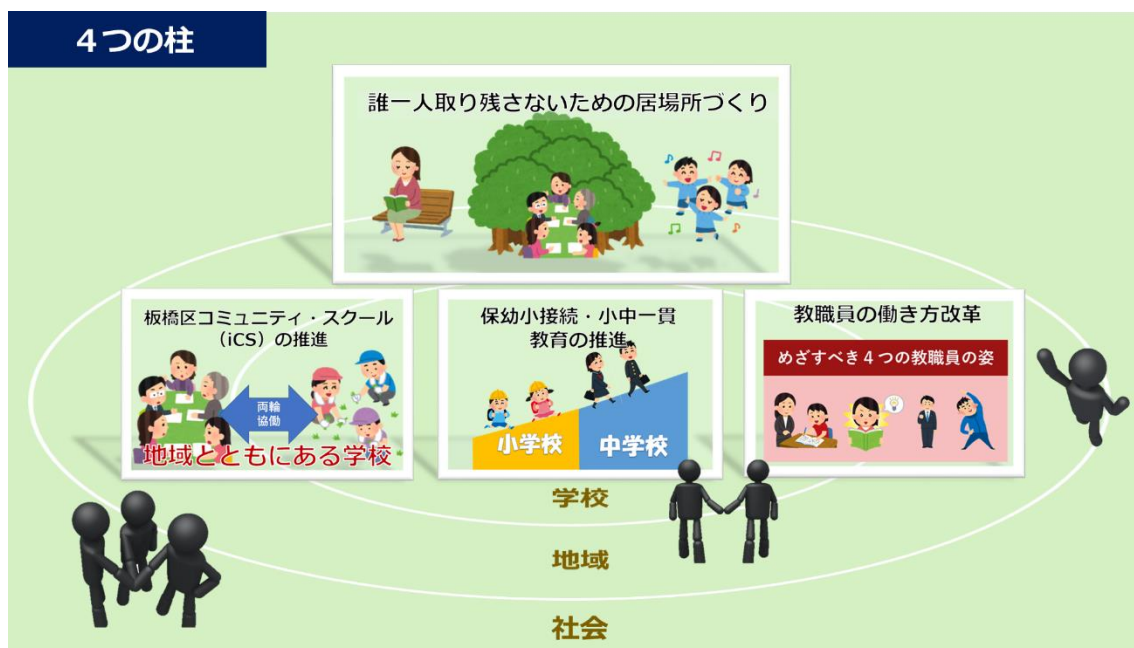 ４つの柱
誰一人取り残さないための居場所づくり
板橋区コミュニティ・スクール
（iCS）の推進
両輪
協働
地域とともにある学校
保幼小接続・小中一貫
教育の推進
小学校
中学校
教職員の働き方改革
めざすべき４つの教職員の姿
学校
地域
社会